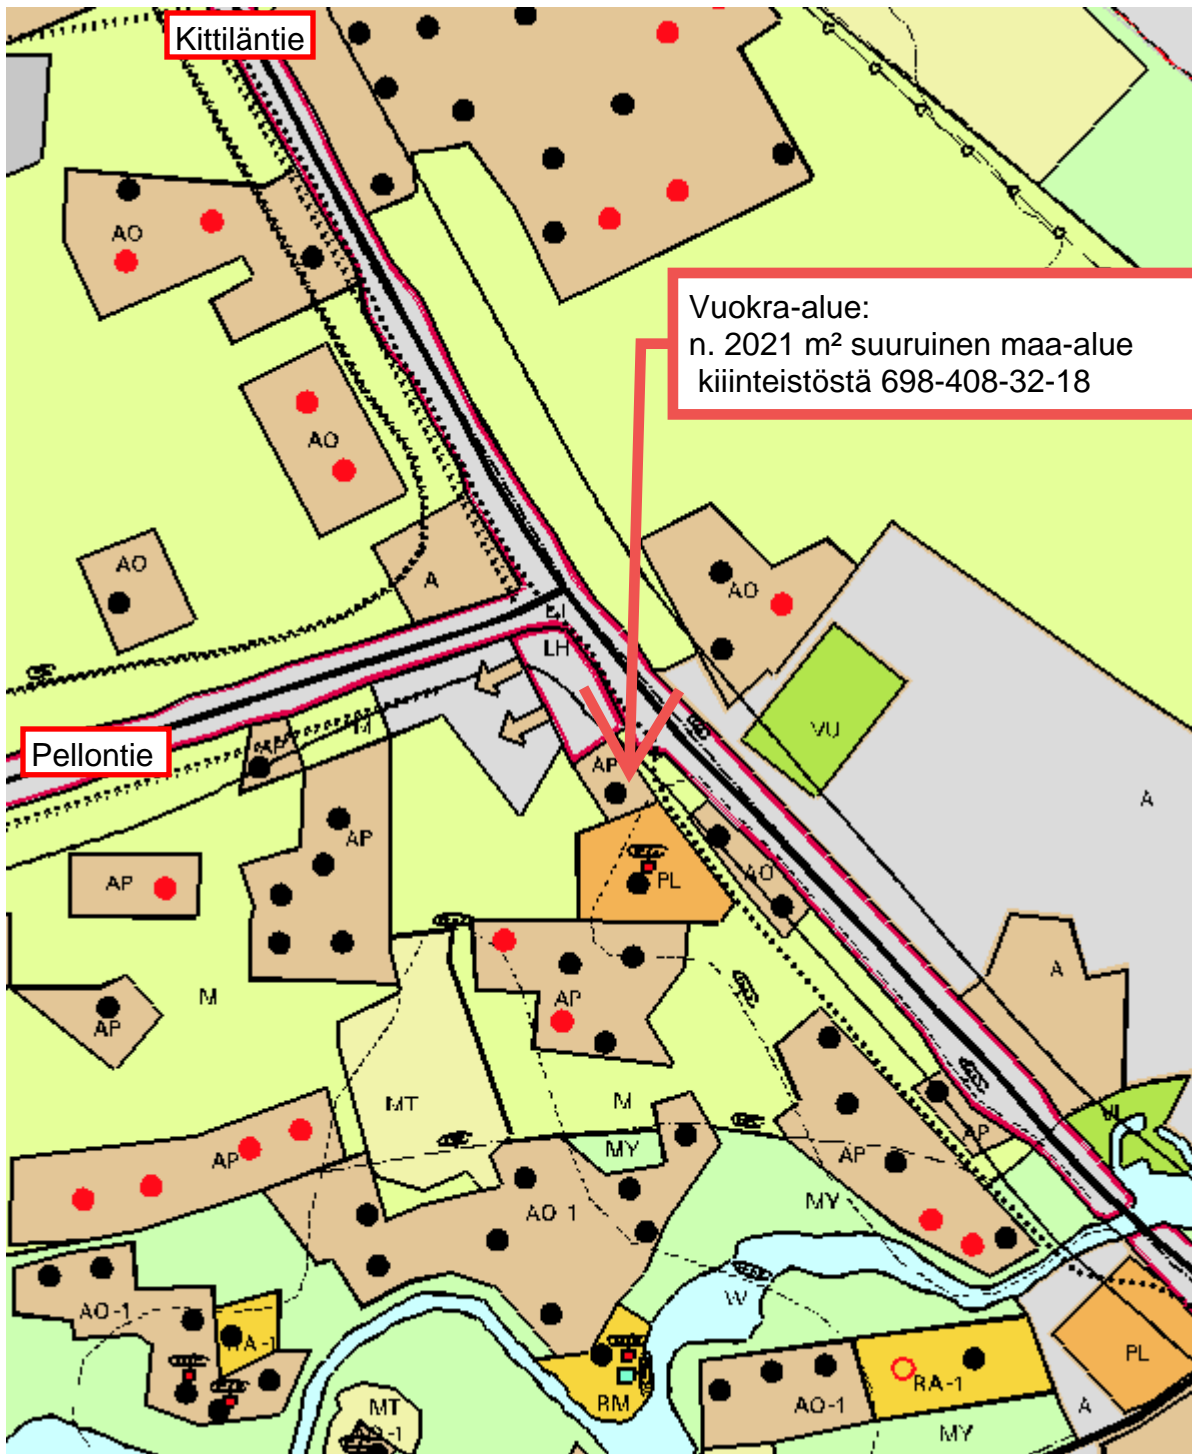 Kittiläntie
AO
Vuokra-alue:
n. 2021 m² suuruinen maa-alue
kiiinteistöstä 698-408-32-18
AO
AO
A
AO
LH
VU
M
Pellontie
AP
A
AP
AP
PL
AO
A
M
AP
AP
MT
M
AP
MY
AP
AP
MY
AO-1
AO-1
W
RA-1
PL
RM
AO-1
RA-1
A
MT
MY